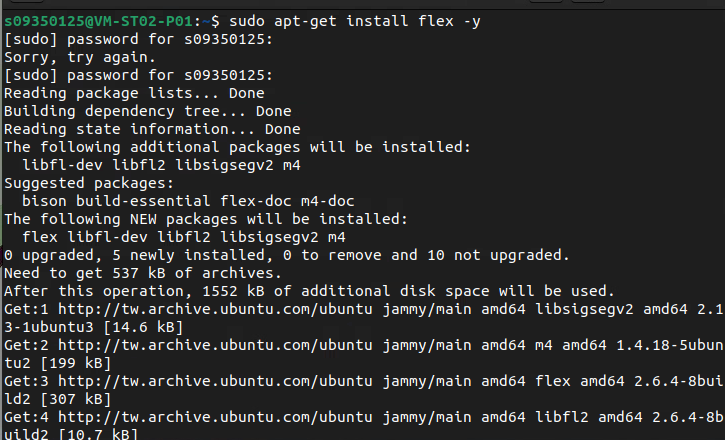 s09350125@VM-ST02-P01:~$ sudo apt-get install flex -y
[sudo] password for s09350125:
Sorry, try again.
[sudo] password for s09350125:
Reading package lists... Done
Building dependency tree... Done
Reading state information... Done
The following additional packages will be installed:
  libfl-dev libfl2 libsigsegv2 m4
Suggested packages:
  bison build-essential flex-doc m4-doc
The following NEW packages will be installed:
  flex libfl-dev libfl2 libsigsegv2 m4
0 upgraded, 5 newly installed, 0 to remove and 10 not upgraded.
Need to get 537 kB of archives.
After this operation, 1552 kB of additional disk space will be used.
Get:1 http://tw.archive.ubuntu.com/ubuntu jammy/main amd64 libsigsegv2 amd64 2.1
3-1ubuntu3 [14.6 kB]
Get:2 http://tw.archive.ubuntu.com/ubuntu jammy/main amd64 m4 amd64 1.4.18-5ubun
tu2 [199 kB]
Get:3 http://tw.archive.ubuntu.com/ubuntu jammy/main amd64 flex amd64 2.6.4-8bui
ld2 [307 kB]
Get:4 http://tw.archive.ubuntu.com/ubuntu jammy/main amd64 libfl2 amd64 2.6.4-8b
uild2 [10.7 kB]